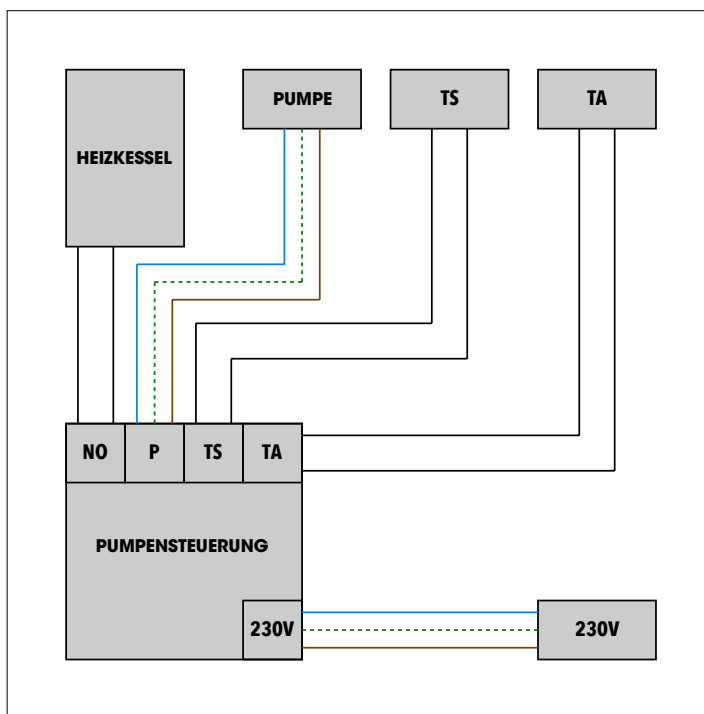 PUMPE
TS
TA
HEIZKESSEL
NO
P
TS
TA
PUMPENSTEUERUNG
230V
230V